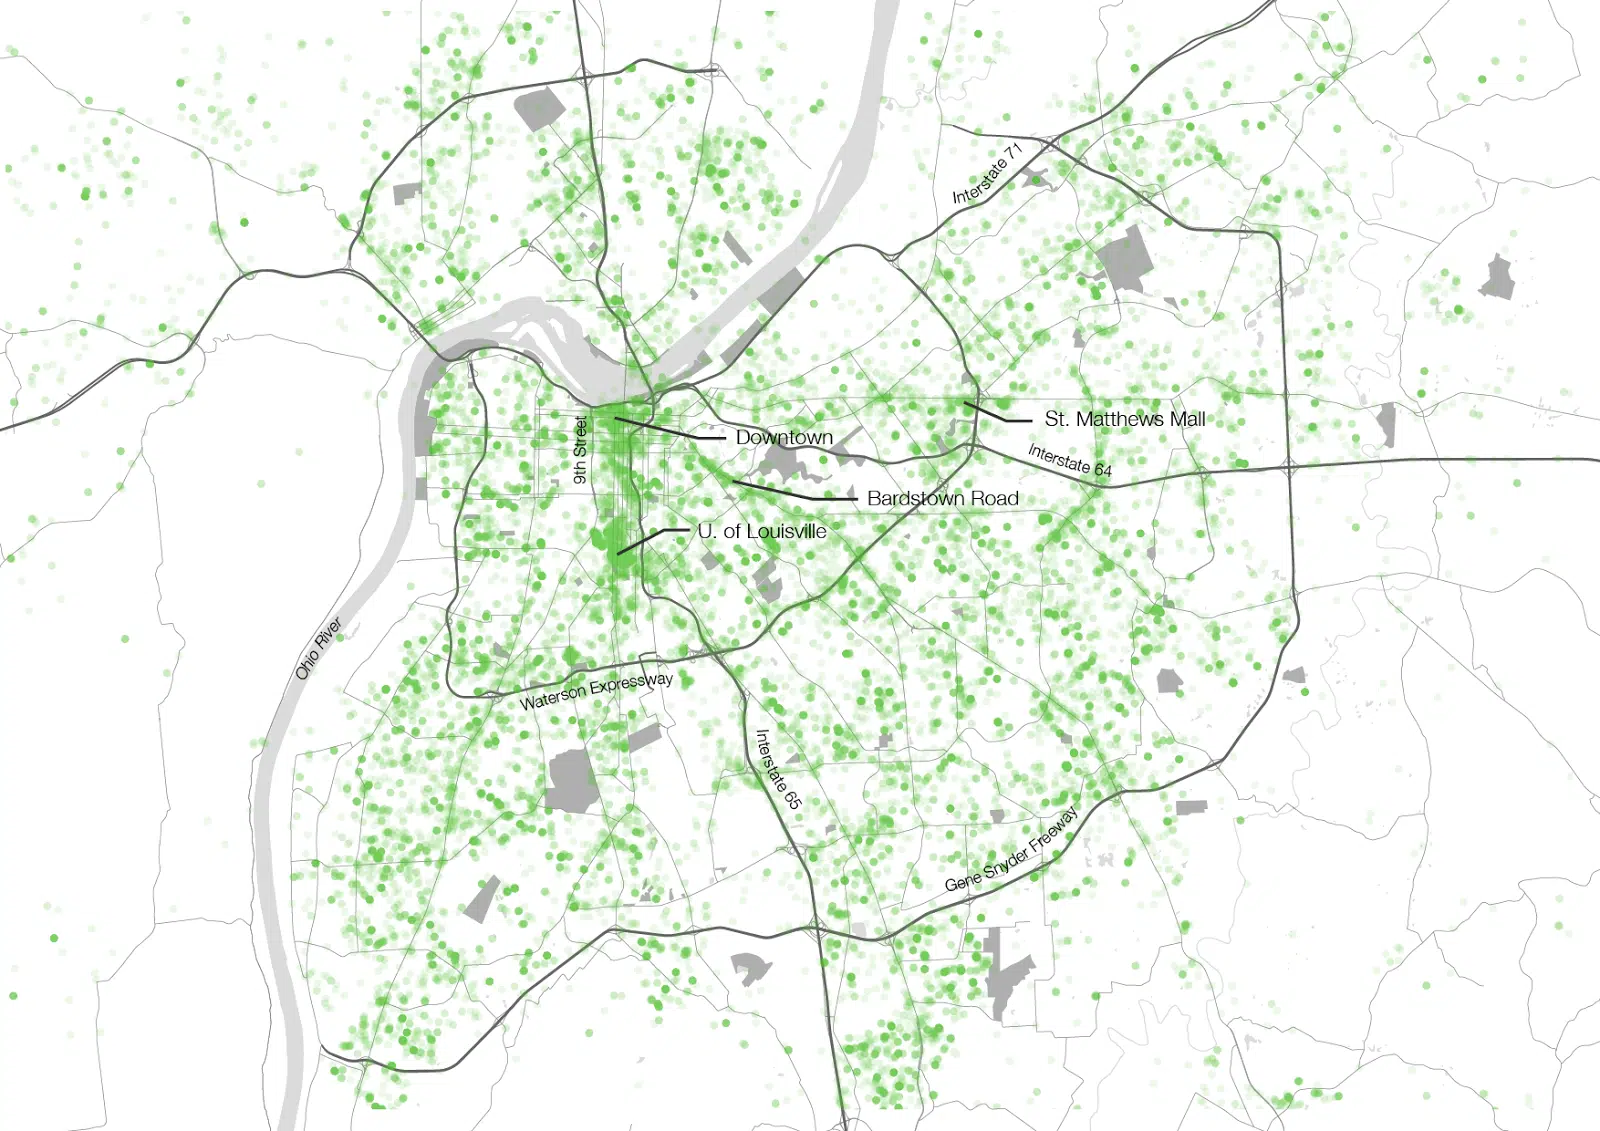 Interstate 71
St. Matthews Mall
9th Street
Downtown
Interstate 64
Bardstown Road
U. of Louisville
Ohio River
Waterson Expressway
Interstate 65
Gene Snyder Freeway